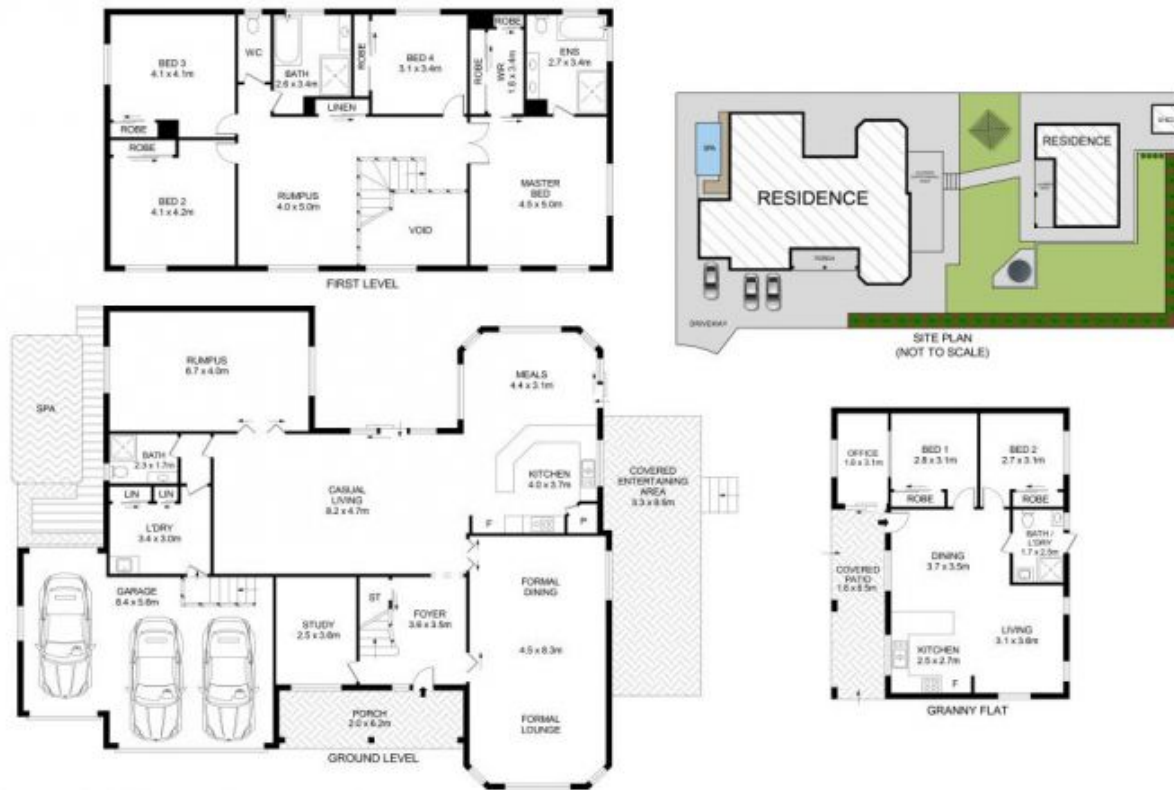 BED 3
4.1 x 4.1m
ROBE
ROBE
BED 2
4.1 x 4.2m
WC
BATH
2.6 x 3.4m
ROBE
BED 4
3.1 x 3.4m
LINEN
ROBE
ROBE
WIR
1.6 x 3.4m
ENS
2.7 x 3.4m
RUMPUS
4.0 x 5.0m
VOID
MASTER
BED
4.5 x 5.0m
FIRST LEVEL
SPA
RESIDENCE
PORCH
DRIVEWAY
RESIDENCE
SITE PLAN
(NOT TO SCALE)
SPA
RUMPUS
6.7 x 4.0m
MEALS
4.4 x 3.1m
BATH
2.3 x 1.7m
LIN
LIN
L'DRY
3.4 x 3.0m
CASUAL
LIVING
8.2 x 4.7m
KITCHEN
4.0 x 3.7m
F
P
COVERED
ENTERTAINING
AREA
3.3 x 8.5m
GARAGE
8.4 x 5.6m
STUDY
2.5 x 3.6m
ST
FOYER
3.6 x 3.5m
FORMAL
DINING
4.5 x 8.3m
FORMAL
LOUNGE
PORCH
2.0 x 6.2m
GROUND LEVEL
OFFICE
1.8 x 3.1m
BED 1
2.8 x 3.1m
ROBE
BED 2
2.7 x 3.1m
ROBE
BATH /
L'DRY
1.7 x 2.5m
DINING
3.7 x 3.5m
COVERED
PATIO
1.6 x 6.5m
LIVING
3.1 x 3.6m
KITCHEN
2.5 x 2.7m
F
GRANNY FLAT